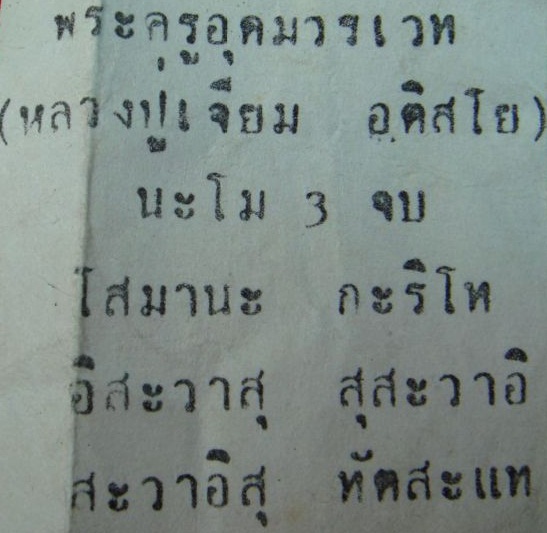 พระครูอุดมวรเวท
(หลวงปู่เจียม อติสโย)
นะโม 3 จบ
โสมานะ กะริโท
อิสะวาสุ สุสะวาอิ
สะวาอิสุ หัตสะแท